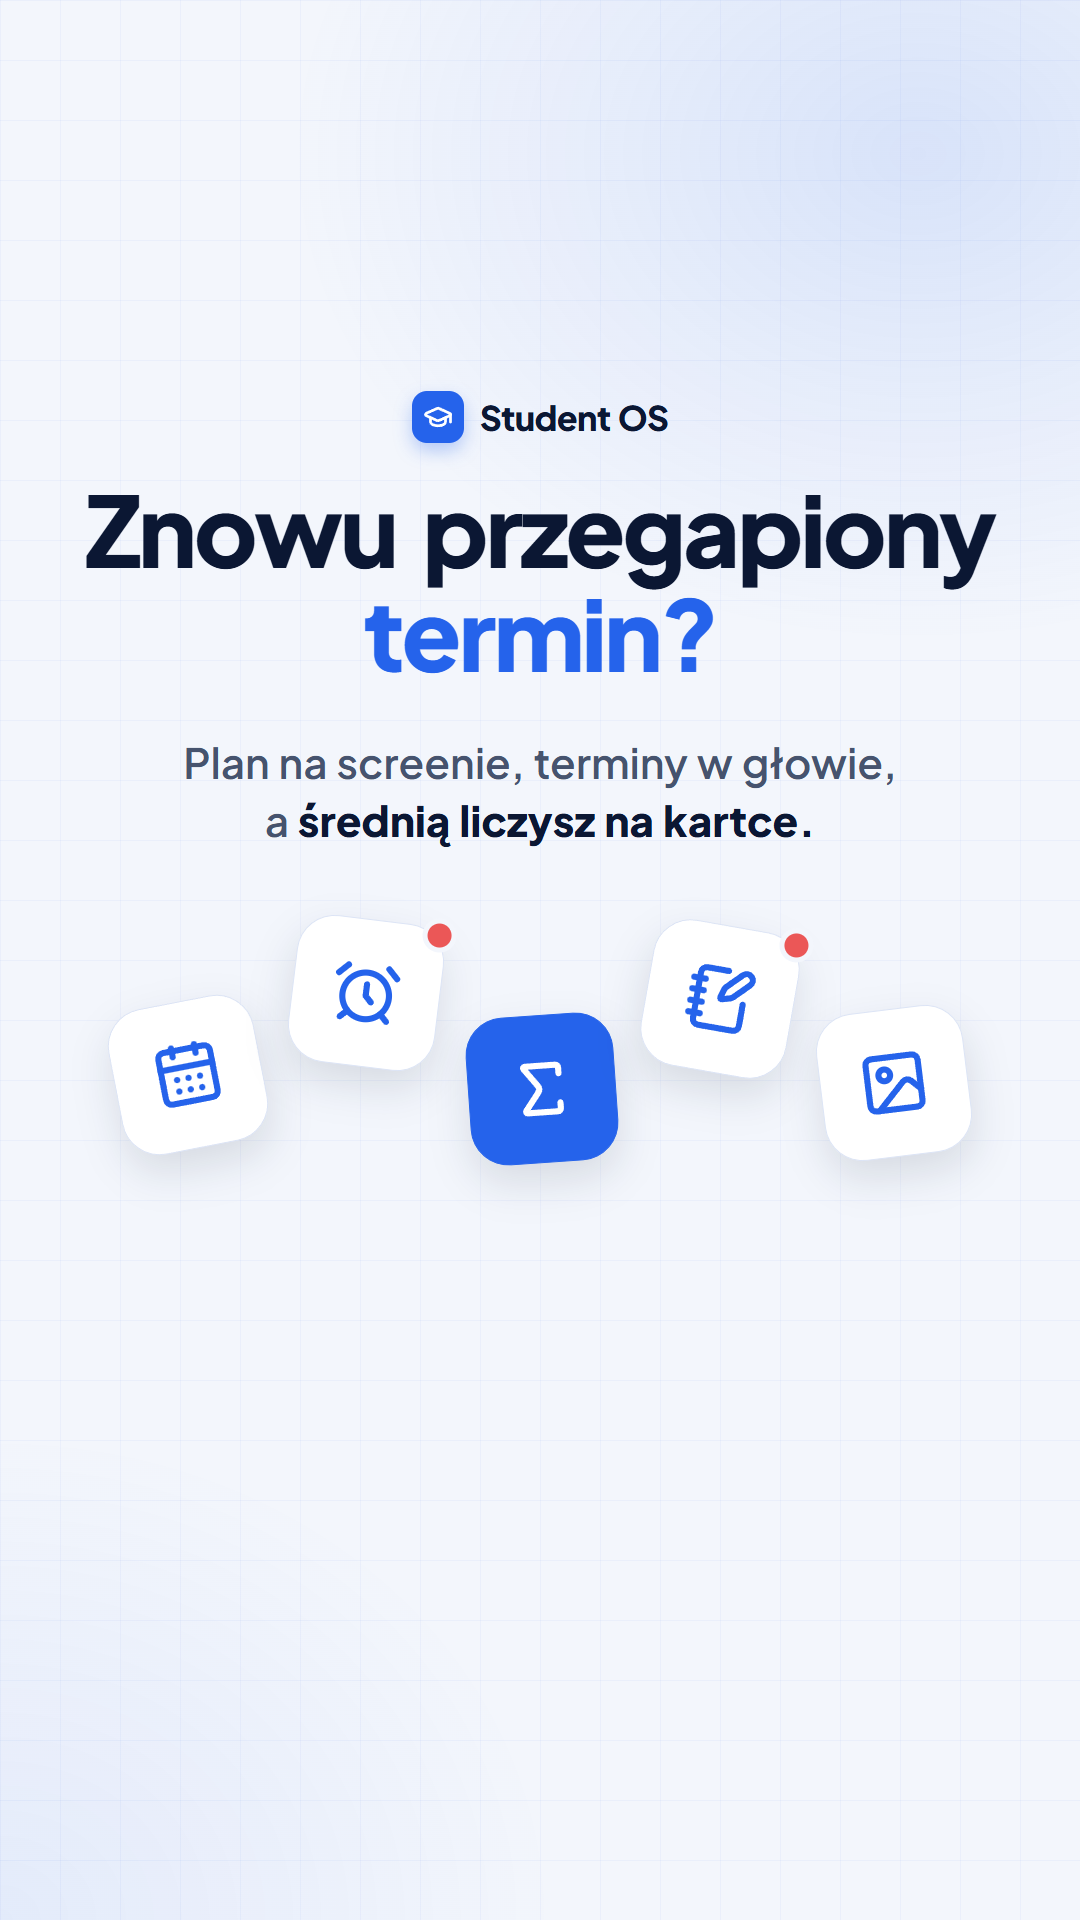 Student OS
Znowu przegapiony
termin?
Plan na screenie, terminy w głowie,
a średnią liczysz na kartce.
Σ